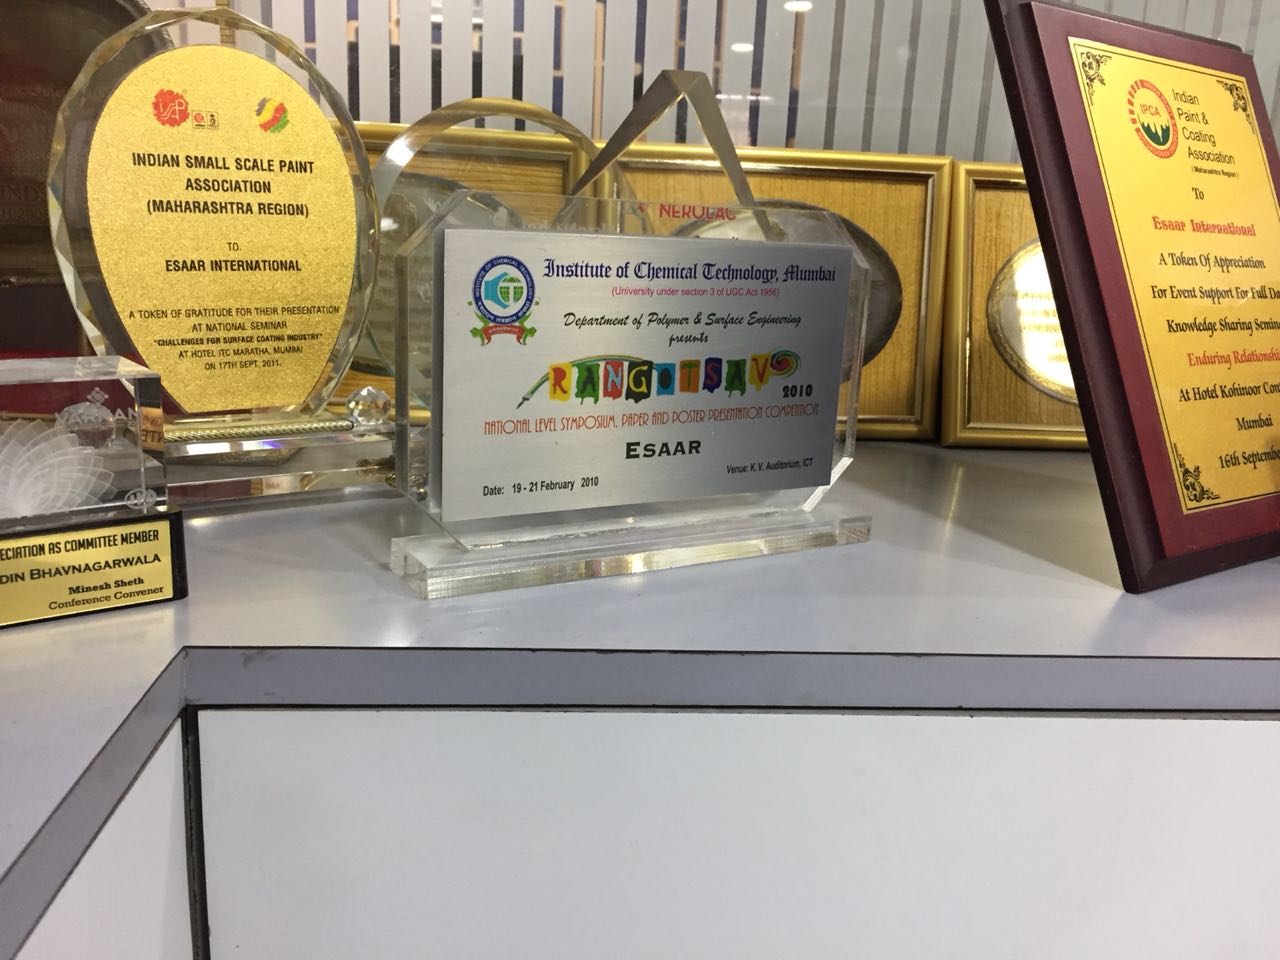 INDIAN SMALL SCALE PAINT
ASSOCIATION
(MAHARASHTRA REGION)
TO.
ESAAR INTERNATIONAL
A TOKEN OF GRATITUDE FOR THEIR PRESENTATION
AT NATIONAL SEMINAR
"CHALLENGES FOR SURFACE COATING INDUSTRY"
AT HOTEL ITC MARATHA, MUMBAI
ON 17TH SEPT. 2011.
ECIATION AS COMMITTEE MEMBER
DIN BHAVNAGARWALA
Minesh Sheth
Conference Convener
NEROLAC
Institute of Chemical Technology, Mumbai
(University under section 3 of UGC Act 1956)
Department of Polymer & Surface Engineering
presents
RANGOTSAV
2010
NATIONAL LEVEL SYMPOSIUM, PAPER AND POSTER PRESENTATION COMPETITION
ESAAR
Date: 19 - 21 February 2010
Venue: K. V. Auditorium, ICT
IPCA
Indian
Paint &
Coating
Association
(Maharashtra Region)
To
Esaar International
A Token Of Appreciation
For Event Support For Full Da
Knowledge Sharing Semin
Enduring Relationshi
At Hotel Kohinoor Con
Mumbai
16th Septembe